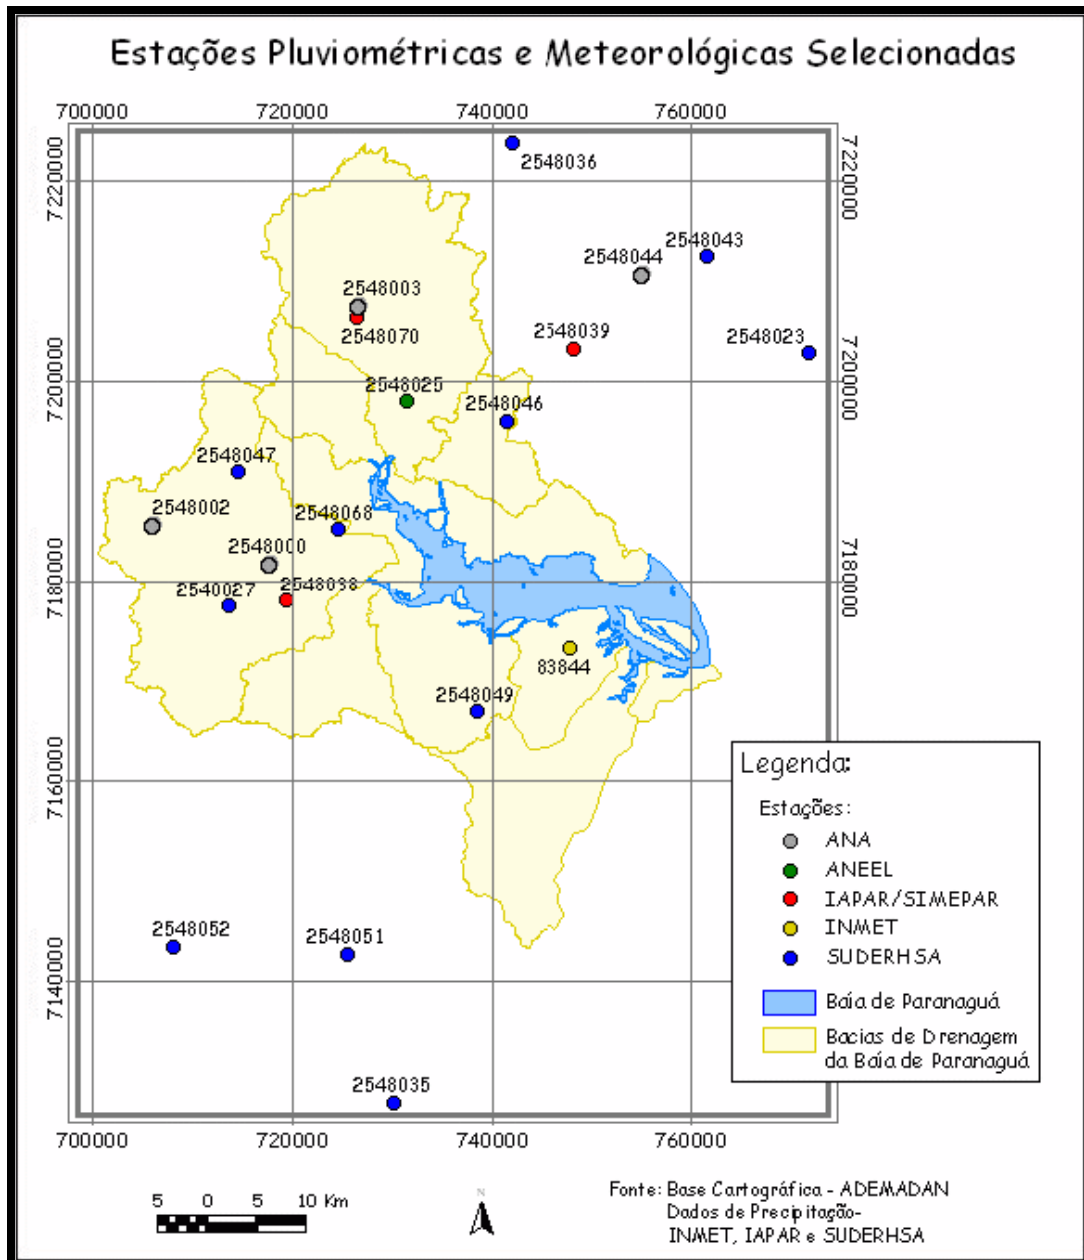 Estações Pluviométricas e Meteorológicas Selecionadas
700000 720000 740000 760000
7220000
7220000
2548036
2548043
2548044
2548003
2548070
2548039
2548023
7200000
7200000
2548025
2548046
2548047
2548002
2548068
2548000
7180000
7180000
2540027
2548038
83844
2548049
7160000
Legenda:
Estações:
ANA
ANEEL
IAPAR/SIMEPAR
INMET
SUDERHSA
Baía de Paranaguá
Bacias de Drenagem
da Baía de Paranaguá
2548052
2548051
7140000
2548035
700000 720000 740000 760000
5 0 5 10 Km
N
Fonte: Base Cartográfica - ADEMADAN
Dados de Precipitação-
INMET, IAPAR e SUDERHSA